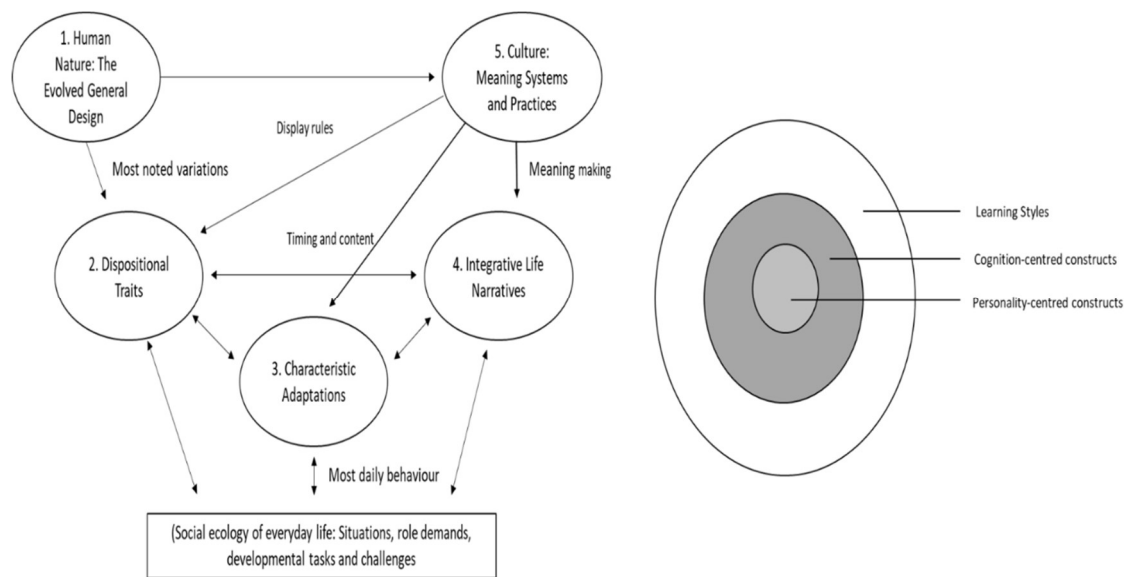 1. Human
Nature: The
Evolved General
Design
5. Culture:
Meaning Systems
and Practices
Display rules
Most noted variations
Meaning making
Learning Styles
Timing and content
2. Dispositional
Traits
4. Integrative Life
Narratives
Cognition-centred constructs
Personality-centred constructs
3. Characteristic
Adaptations
Most daily behaviour
(Social ecology of everyday life: Situations, role demands,
developmental tasks and challenges